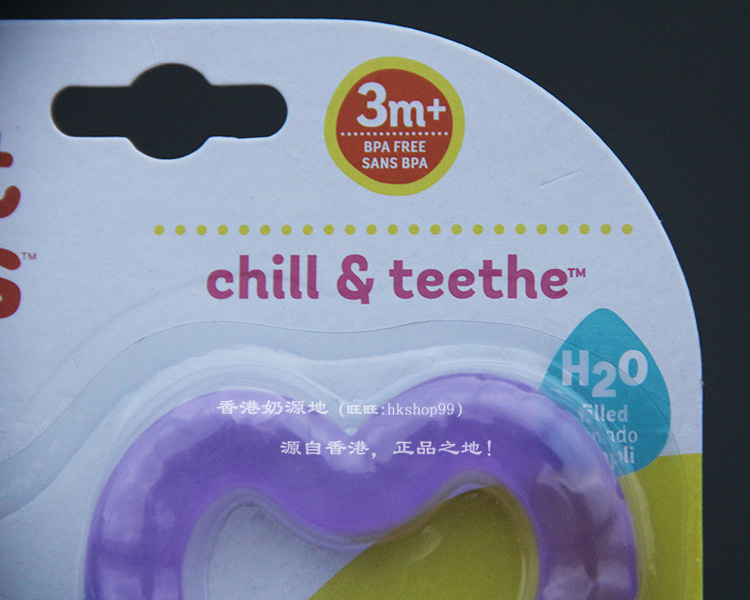 3m+
BPA FREE
SANS BPA
TM
chill & teethe™
H2O
filled
香港奶源地 (旺旺:hkshop99)
源自香港，正品之地!